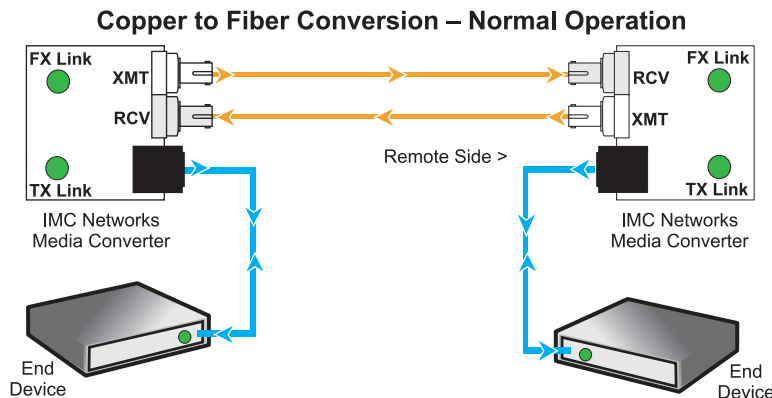 Copper to Fiber Conversion – Normal Operation
FX Link
XMT
RCV
TX Link
IMC Networks
Media Converter
End
Device
Remote Side >
FX Link
RCV
XMT
TX Link
IMC Networks
Media Converter
End
Device